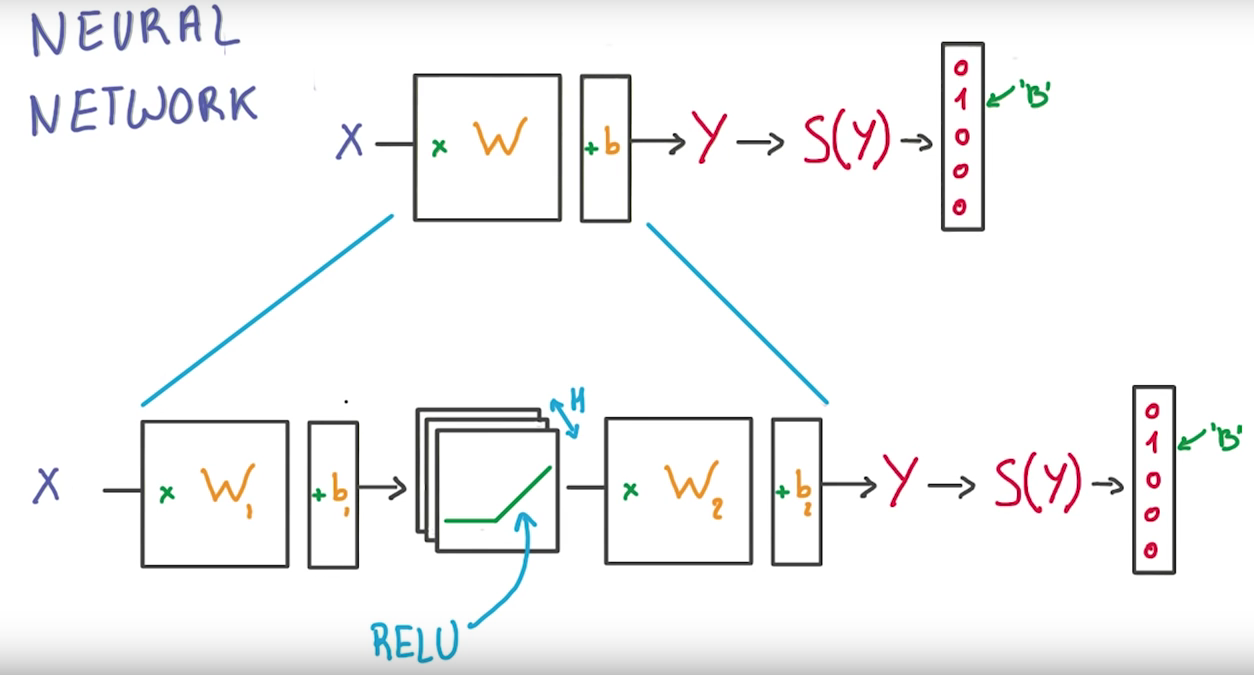 NEURAL
NETWORK
X × W + b → Y → S(Y) →
0
1 ← 'B'
0
0
0
H
X × W₁ + b₁ → × W₂ + b₂ → Y → S(Y) →
0
1 ← 'B'
0
0
0
RELU